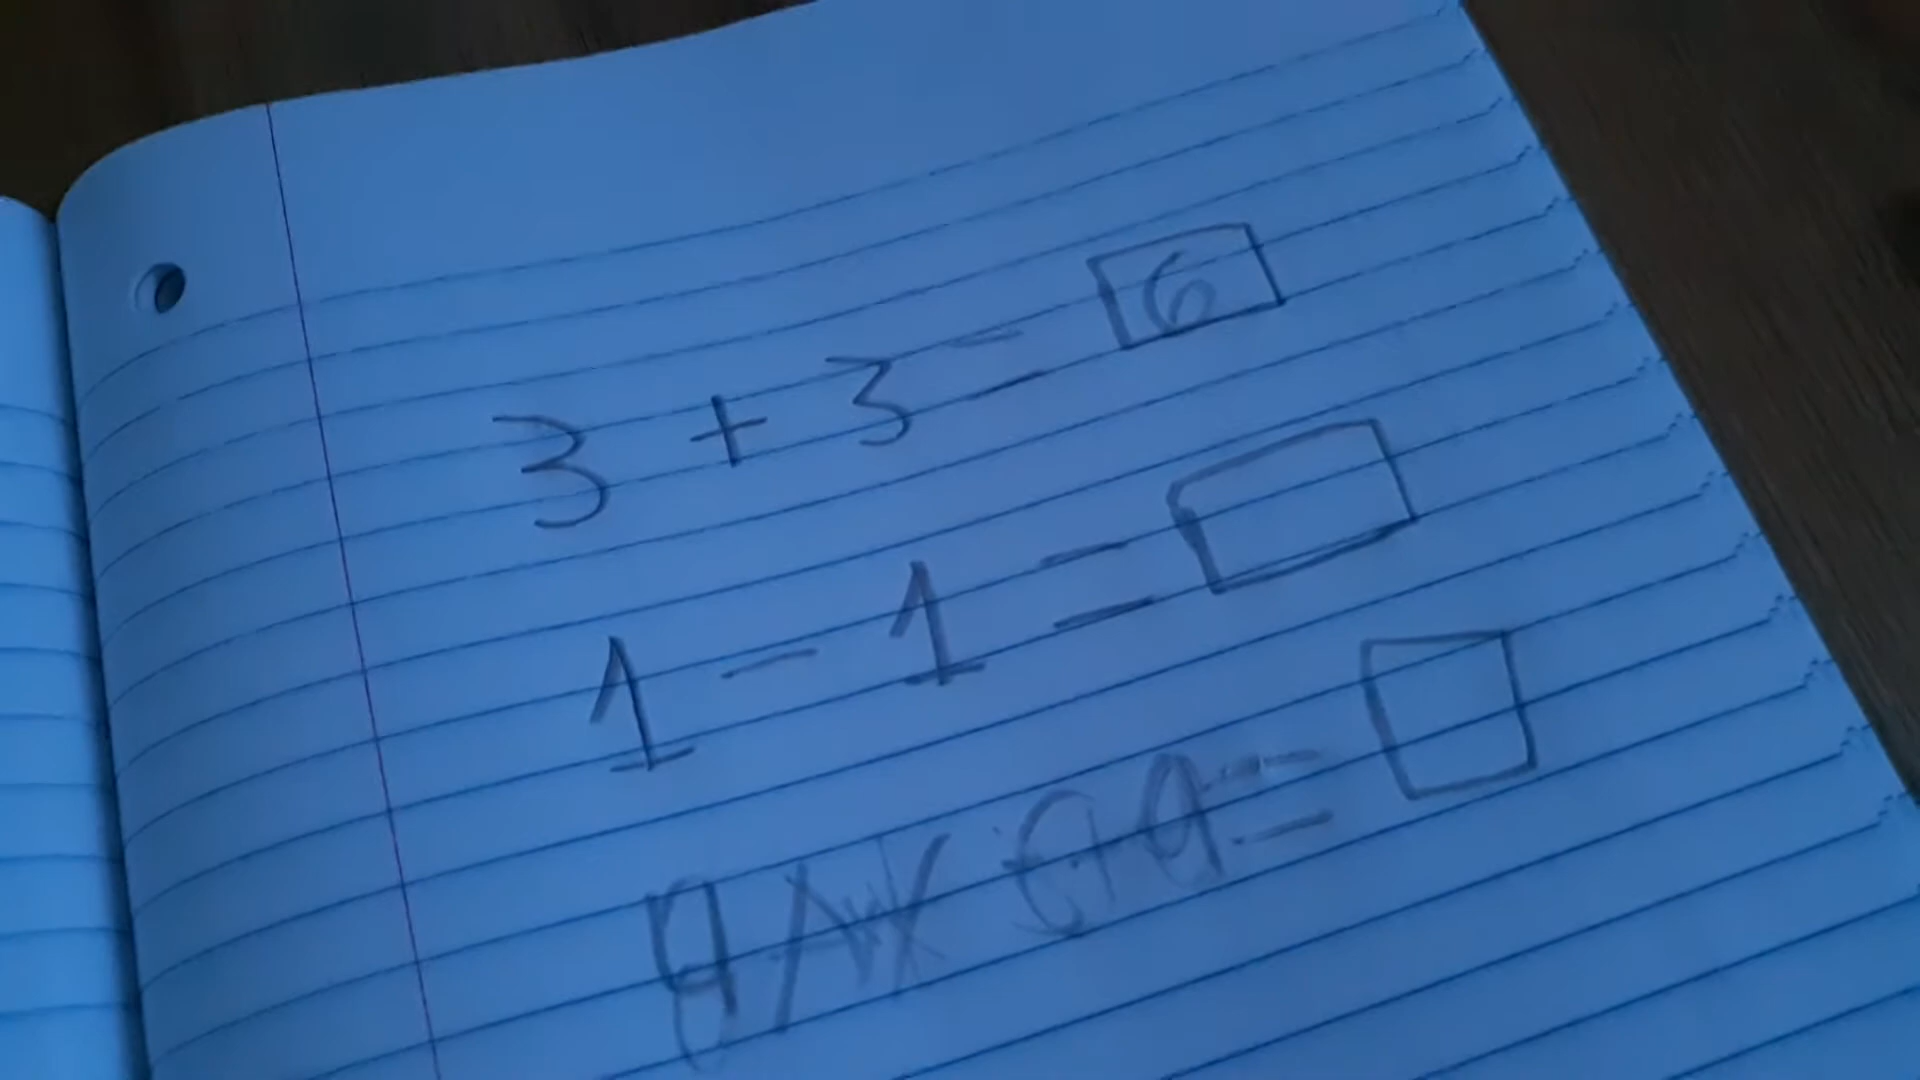 3 + 3 = 6
1 - 1 =
=